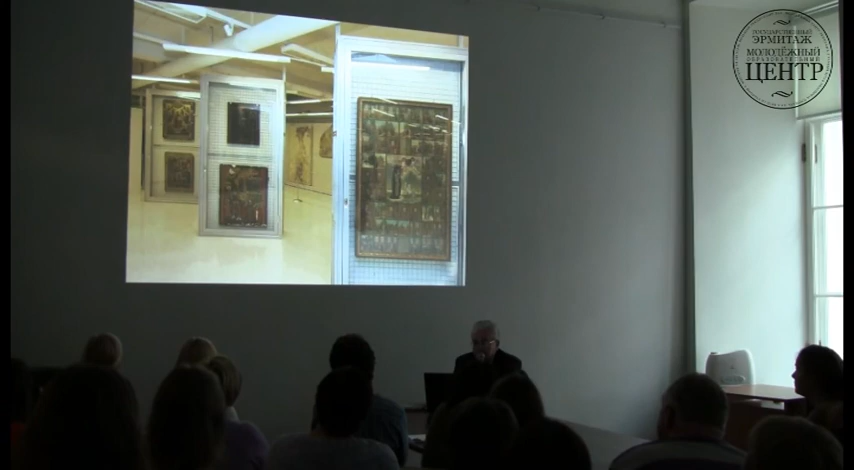 ГОСУДАРСТВЕННЫЙ
ЭРМИТАЖ
МОЛОДЁЖНЫЙ
ОБРАЗОВАТЕЛЬНЫЙ
ЦЕНТР